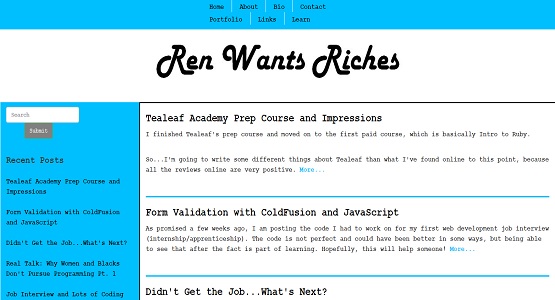 Home About Bio Contact
Portfolio Links Learn
Ren Wants Riches
Search
Submit
Recent Posts
Tealeaf Academy Prep Course and
Impressions
Form Validation with ColdFusion
and JavaScript
Didn't Get the Job...What's Next?
Real Talk: Why Women and Blacks
Don't Pursue Programming Pt. 1
Job Interview and Lots of Coding
Tealeaf Academy Prep Course and Impressions
I finished Tealeaf's prep course and moved on to the first paid course, which is basically Intro to Ruby.
So...I'm going to write some different things about Tealeaf than what I've found online to this point, because
all the reviews online are very positive. More...
Form Validation with ColdFusion and JavaScript
As promised a few weeks ago, I am posting the code I had to work on for my first web development job interview
(internship/apprenticeship). The code is not perfect and could have been better in some ways, but being able
to see that after the fact is part of learning. Hopefully, this will help someone! More...
Didn't Get the Job...What's Next?